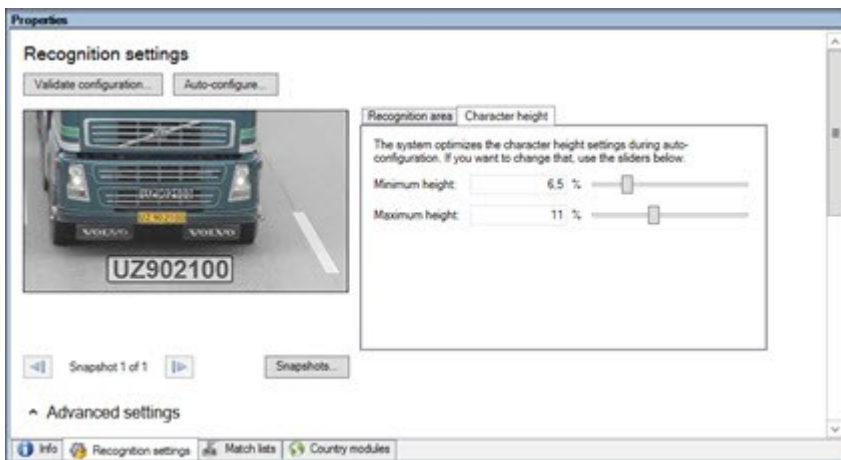 Properties
Recognition settings
Validate configuration...
Auto-configure...
Recognition area
Character height
The system optimizes the character height settings during auto-
configuration. If you want to change that, use the sliders below.
Minimum height:
6.5 %
Maximum height:
11 %
UZ 902100
VOLVO
VOLVO
UZ902100
Snapshot 1 of 1
Snapshots...
Advanced settings
Info
Recognition settings
Match lists
Country modules